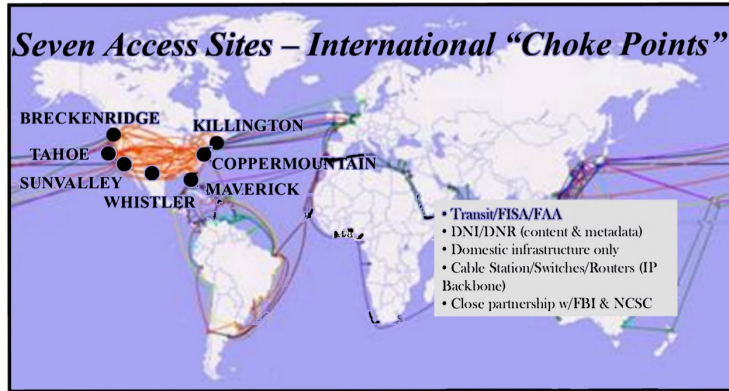 Seven Access Sites – International “Choke Points”
BRECKENRIDGE
KILLINGTON
TAHOE
COPPERMOUNTAIN
SUNVALLEY
MAVERICK
WHISTLER
• Transit/FISA/FAA
• DNI/DNR (content & metadata)
• Domestic infrastructure only
• Cable Station/Switches/Routers (IP
Backbone)
• Close partnership w/FBI & NCSC